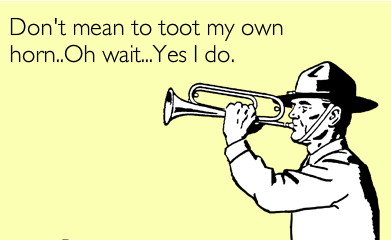 Don't mean to toot my own
horn..Oh wait...Yes I do.